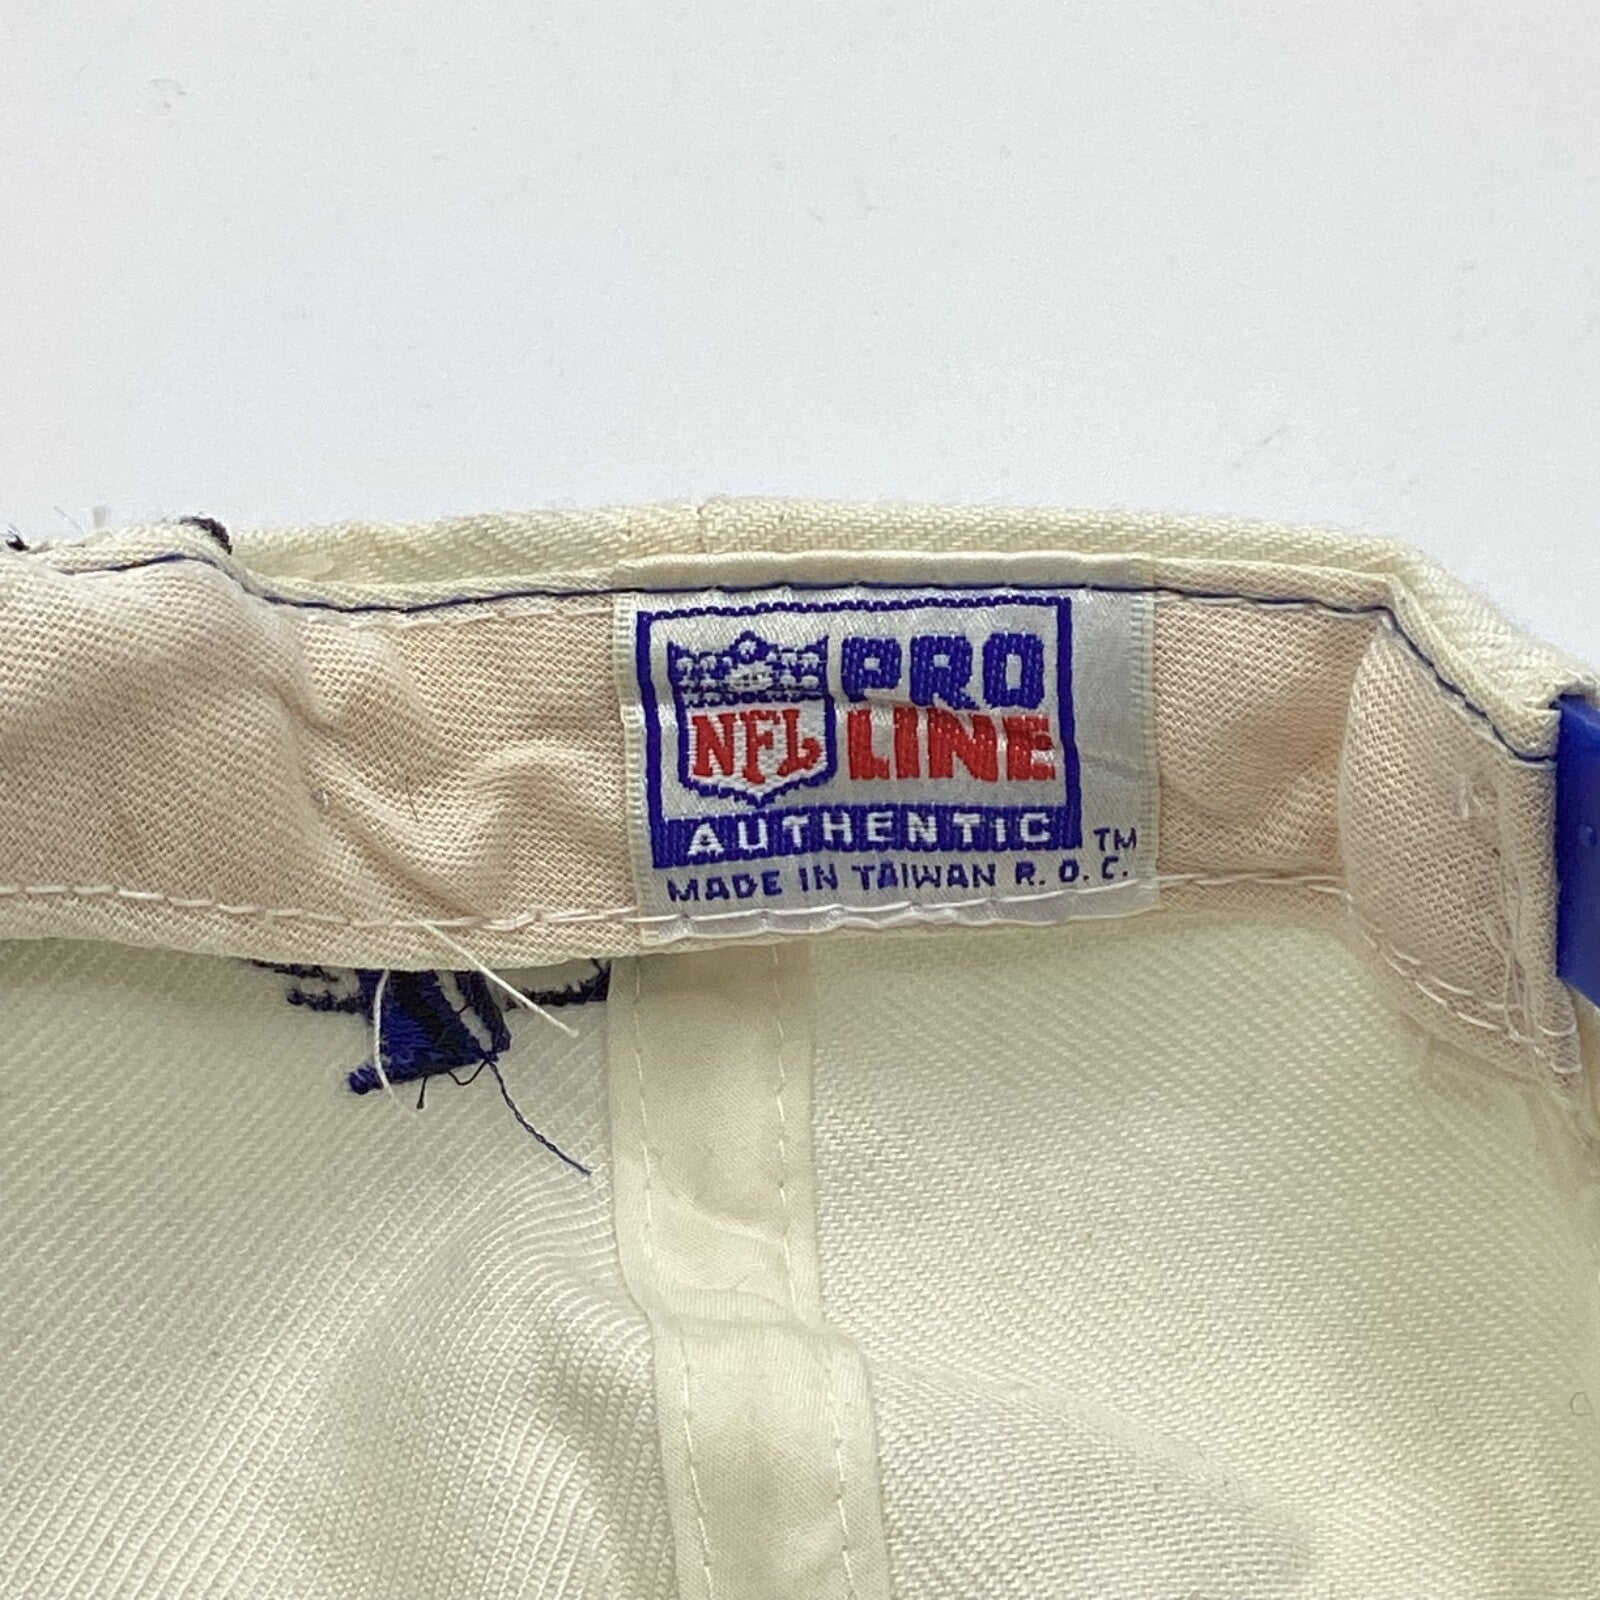 NFL
PRO
LINE
AUTHENTIC
TM
MADE IN TAIWAN R.O.C.